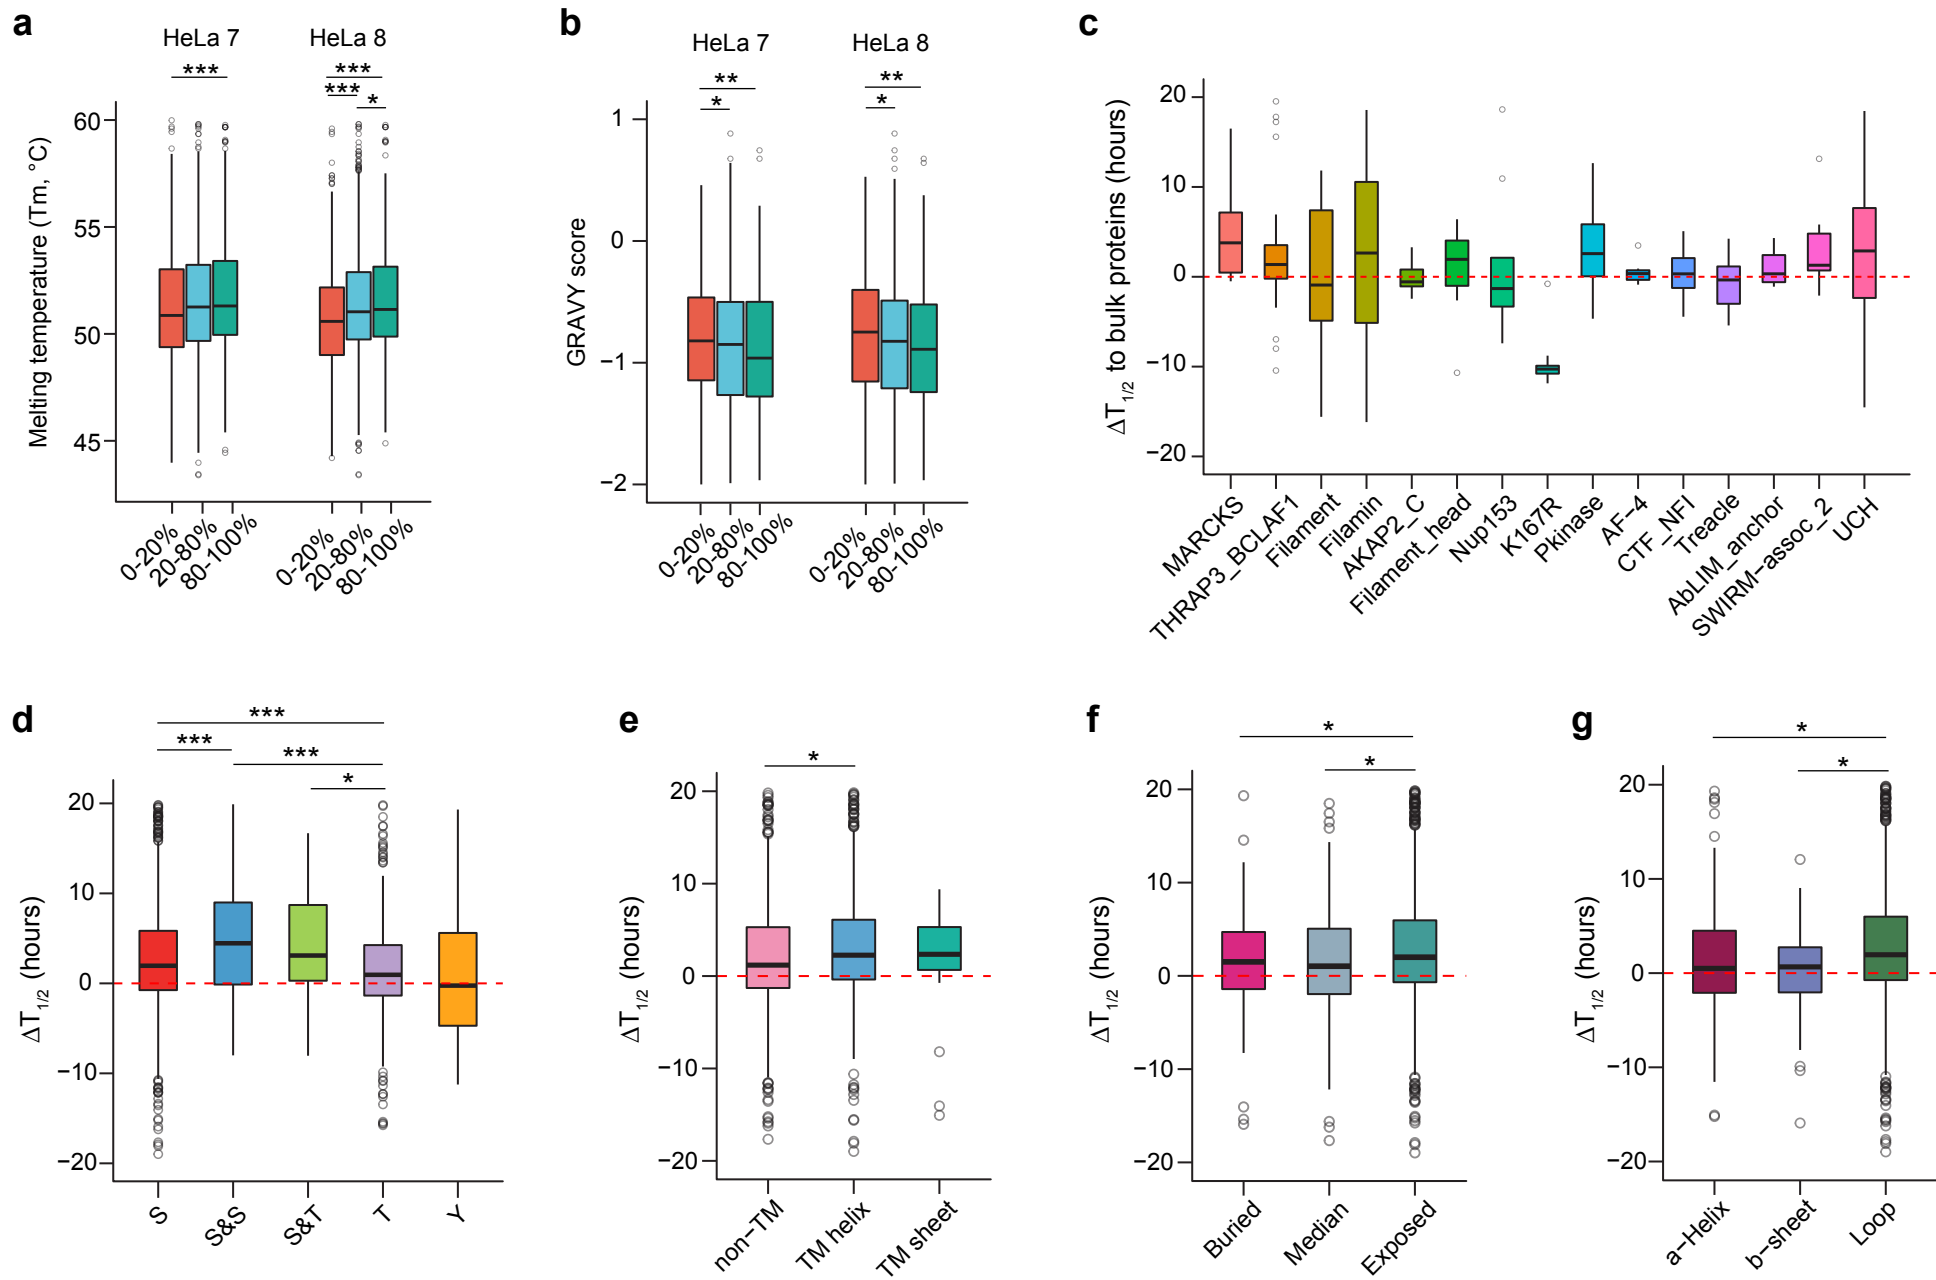 a
HeLa 7
HeLa 8
***
***
***
*
Melting temperature (Tm, °C)
60
55
50
45
0-20%
20-80%
80-100%
0-20%
20-80%
80-100%
b
HeLa 7
HeLa 8
**
*
**
*
GRAVY score
1
0
−1
−2
0-20%
20-80%
80-100%
0-20%
20-80%
80-100%
c
ΔT1/2 to bulk proteins (hours)
20
10
0
−10
−20
MARCKS
THRAP3_BCLAF1
Filament
Filamin
AKAP2_C
Filament_head
Nup153
K167R
Pkinase
AF−4
CTF_NFI
Treacle
AbLIM_anchor
SWIRM−assoc_2
UCH
d
***
***
***
*
ΔT1/2 (hours)
20
10
0
−10
−20
S
S&S
S&T
T
Y
e
*
ΔT1/2 (hours)
20
10
0
−10
−20
non−TM
TM helix
TM sheet
f
*
*
ΔT1/2 (hours)
20
10
0
−10
−20
Buried
Median
Exposed
g
*
*
ΔT1/2 (hours)
20
10
0
−10
−20
a−Helix
b−sheet
Loop